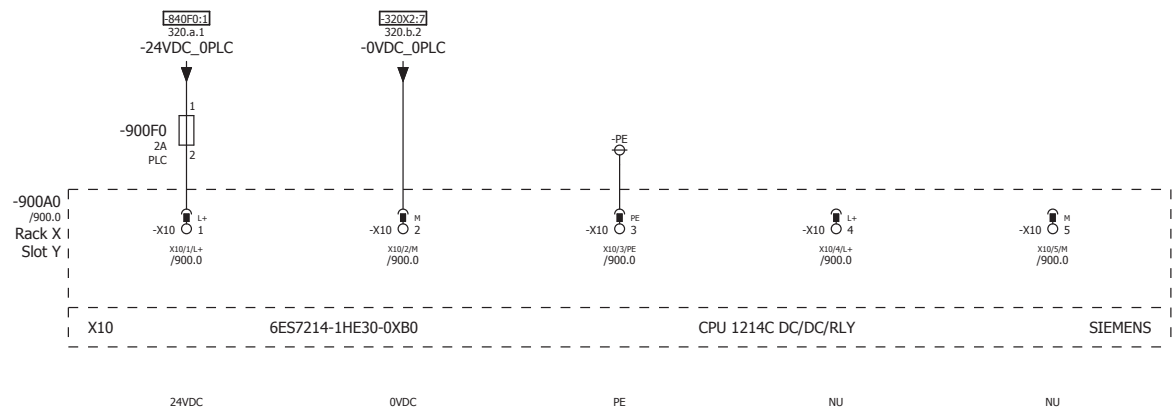 -840F0:1
320.a.1
-24VDC_0PLC
-320X2:7
320.b.2
-0VDC_0PLC
1
-900F0
2A
PLC
2
-PE
-900A0
/900.0
Rack X
Slot Y
L+
-X10 1
X10/1/L+
/900.0
M
-X10 2
X10/2/M
/900.0
PE
-X10 3
X10/3/PE
/900.0
L+
-X10 4
X10/4/L+
/900.0
M
-X10 5
X10/5/M
/900.0
X10 6ES7214-1HE30-0XB0 CPU 1214C DC/DC/RLY SIEMENS
24VDC 0VDC PE NU NU